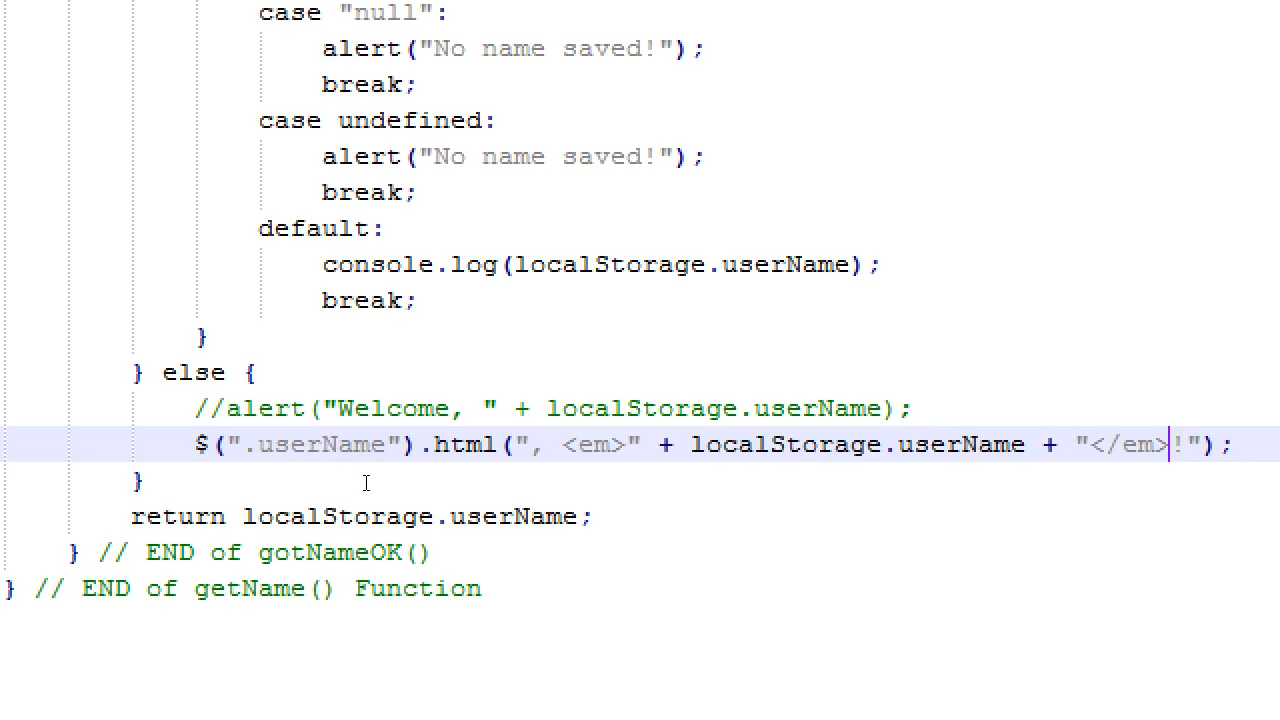 case "null":
alert("No name saved!");
break;
case undefined:
alert("No name saved!");
break;
default:
console.log(localStorage.userName);
break;
}
} else {
//alert("Welcome, " + localStorage.userName);
$(".userName").html(", <em>" + localStorage.userName + "</em>!");
}
return localStorage.userName;
} // END of gotNameOK()
} // END of getName() Function